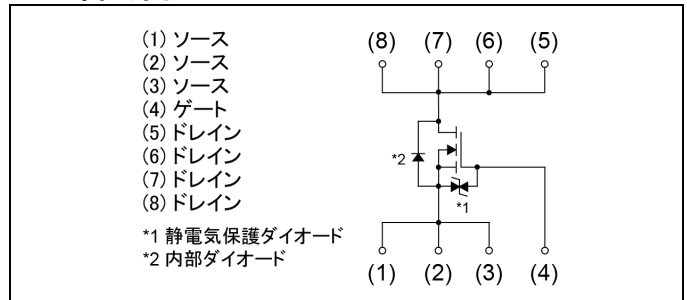 (1) ソース
(2) ソース
(3) ソース
(4) ゲート
(5) ドレイン
(6) ドレイン
(7) ドレイン
(8) ドレイン
*1 静電気保護ダイオード
*2 内部ダイオード
(8) (7) (6) (5)
*2
*1
(1) (2) (3) (4)